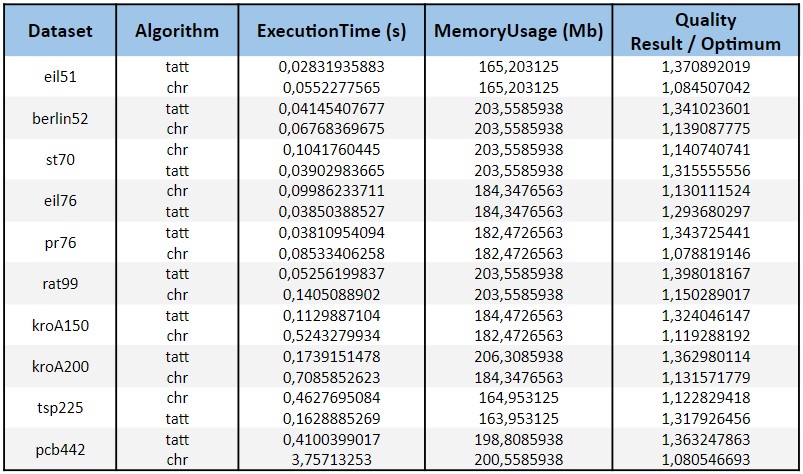 Dataset Algorithm ExecutionTime (s) MemoryUsage (Mb) Quality Result / Optimum
eil51 tatt 0,02831935883 165,203125 1,370892019
chr 0,0552277565 165,203125 1,084507042
berlin52 tatt 0,04145407677 203,5585938 1,341023601
chr 0,06768369675 203,5585938 1,139087775
st70 chr 0,1041760445 203,5585938 1,140740741
tatt 0,03902983665 203,5585938 1,315555556
eil76 chr 0,09986233711 184,3476563 1,130111524
tatt 0,03850388527 184,3476563 1,293680297
pr76 tatt 0,03810954094 182,4726563 1,343725441
chr 0,08533406258 182,4726563 1,078819146
rat99 tatt 0,05256199837 203,5585938 1,398018167
chr 0,1405088902 203,5585938 1,150289017
kroA150 tatt 0,1129887104 184,4726563 1,324046147
chr 0,5243279934 182,4726563 1,119288192
kroA200 tatt 0,1739151478 206,3085938 1,362980114
chr 0,7085852623 184,3476563 1,131571779
tsp225 chr 0,4627695084 164,953125 1,122829418
tatt 0,1628885269 163,953125 1,317926456
pcb442 tatt 0,4100399017 198,8085938 1,363247863
chr 3,75713253 200,5585938 1,080546693